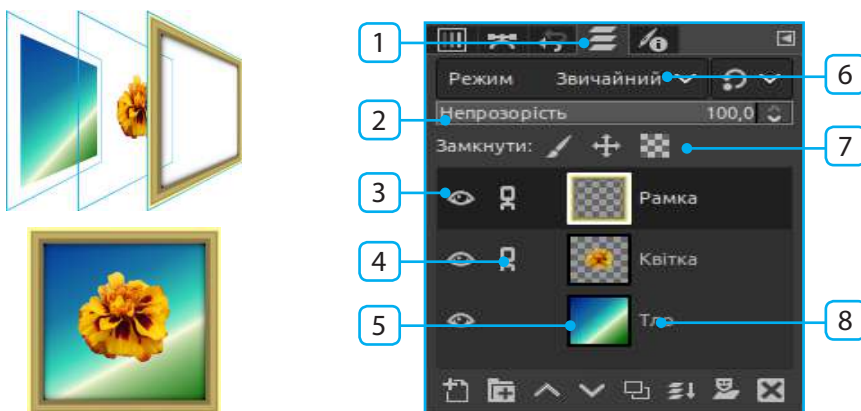 1
Режим Звичайний
6
2
Непрозорість 100,0
Замкнути:
7
3
Рамка
4
Квітка
5
Тло
8